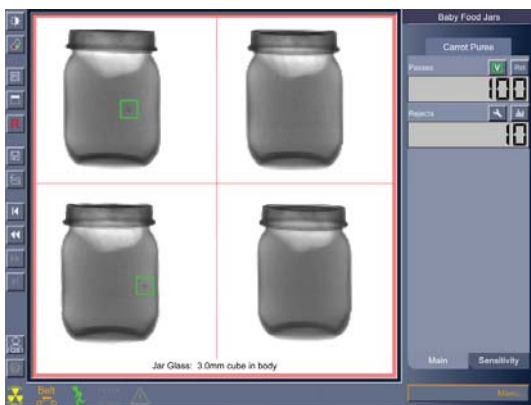 Baby Food Jars
Carrot Puree
Passes
100
Rejects
10
Jar Glass: 3.0mm cube in body
Main
Sensitivity
Belt
Menu